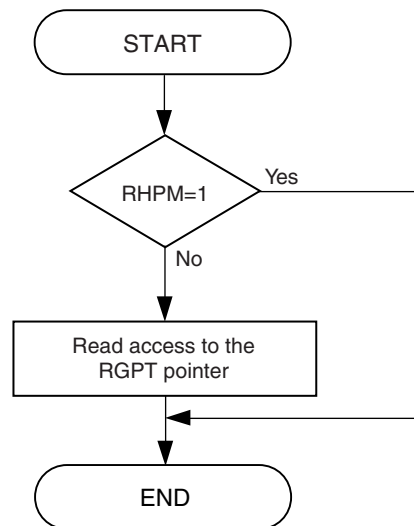 START
RHPM=1
Yes
No
Read access to the
RGPT pointer
END